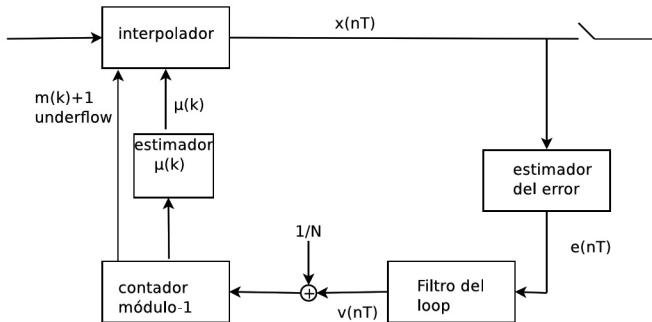 interpolador
x(nT)
m(k)+1
underflow
μ(k)
estimador
μ(k)
estimador
del error
e(nT)
1/N
contador
módulo-1
+
v(nT)
Filtro del
loop